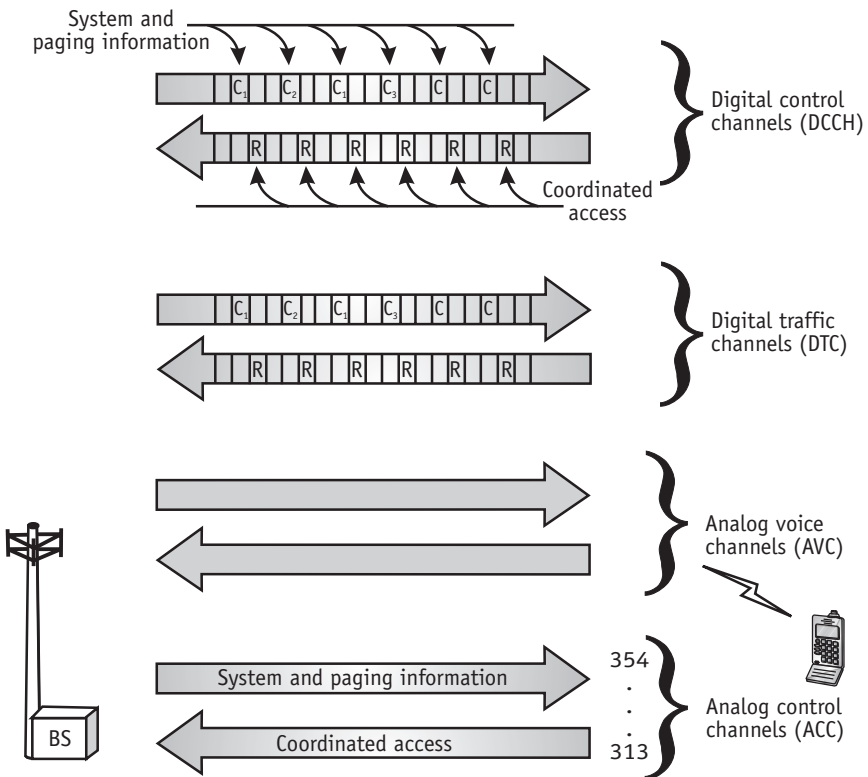 System and
paging information
C₁ C₂ C₁ C₃ C C
Digital control
channels (DCCH)
R R R R R R
Coordinated
access
C₁ C₂ C₁ C₃ C C
Digital traffic
channels (DTC)
R R R R R R
Analog voice
channels (AVC)
System and paging information
354
.
.
.
313
Analog control
channels (ACC)
Coordinated access
BS